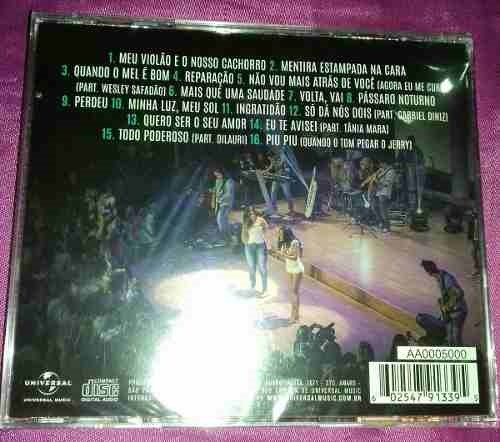 1. MEU VIOLÃO E O NOSSO CACHORRO 2. MENTIRA ESTAMPADA NA CARA
3. QUANDO O MEL É BOM 4. REPARAÇÃO 5. NÃO VOU MAIS ATRÁS DE VOCÊ (AGORA EU ME
(PART. WESLEY SAFADÃO) 6. MAIS QUE UMA SAUDADE 7. VOLTA, VAI 8. PÁSSARO NOTURNO
9. PERDEU 10. MINHA LUZ, MEU SOL 11. INGRATIDÃO 12. SÓ DÁ NÓS DOIS (PART. GABRIEL DINIZ)
13. QUERO SER O SEU AMOR 14. EU TE AVISEI (PART. TÂNIA MARA)
15. TODO PODEROSO (PART. DILAURI) 16. PIU PIU (QUANDO O TOM PEGAR O JERRY)
AA0005000
6 02547 91339
UNIVERSAL
UNIVERSAL MUSIC
COMPACT
disc
DIGITAL AUDIO
DE UNIVERSAL MUSIC
UNIVERSALMUSIC.COM.BR